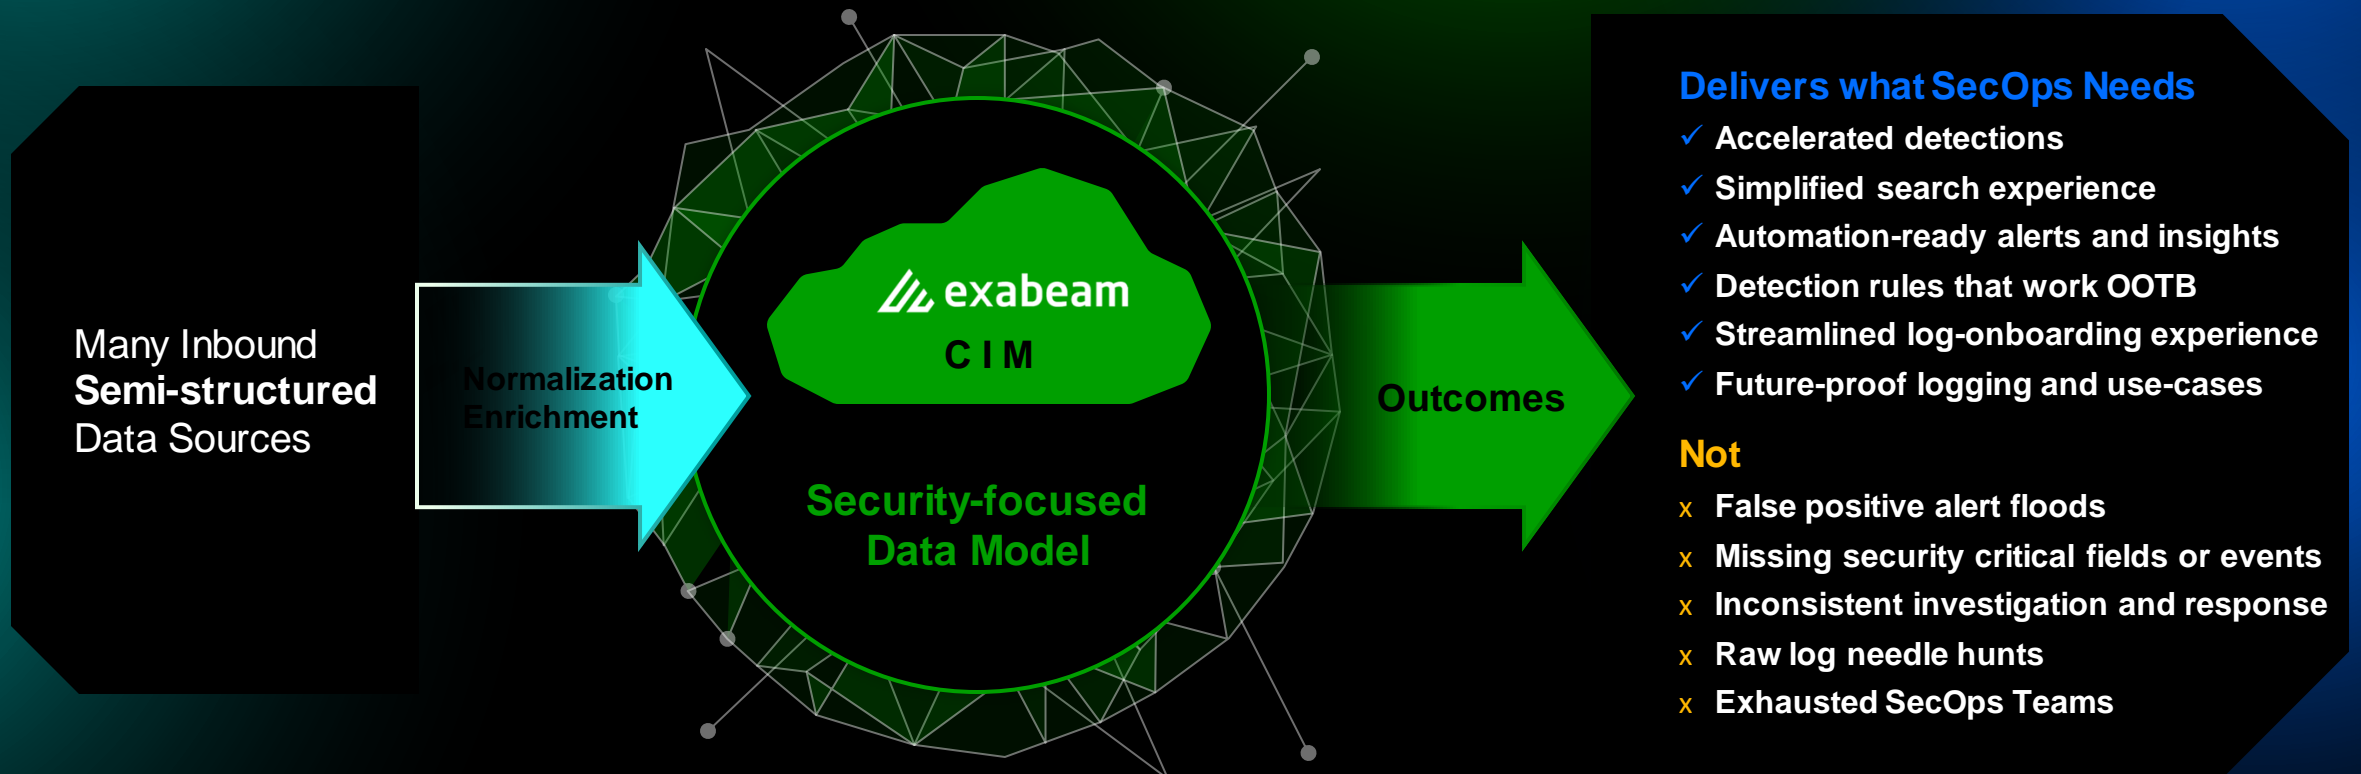 Many Inbound
Semi-structured
Data Sources
Normalization
Enrichment
exabeam
CIM
Security-focused
Data Model
Outcomes
Delivers what SecOps Needs
✓ Accelerated detections
✓ Simplified search experience
✓ Automation-ready alerts and insights
✓ Detection rules that work OOTB
✓ Streamlined log-onboarding experience
✓ Future-proof logging and use-cases
Not
x False positive alert floods
x Missing security critical fields or events
x Inconsistent investigation and response
x Raw log needle hunts
x Exhausted SecOps Teams